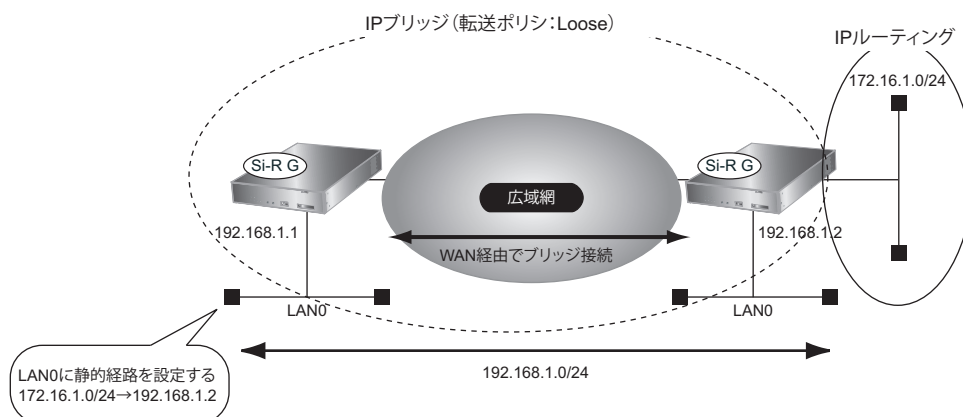 IPブリッジ（転送ポリシ：Loose）
IPルーティング
172.16.1.0/24
Si-R G
Si-R G
広域網
192.168.1.1
192.168.1.2
WAN経由でブリッジ接続
LAN0
LAN0
192.168.1.0/24
LAN0に静的経路を設定する
172.16.1.0/24→192.168.1.2